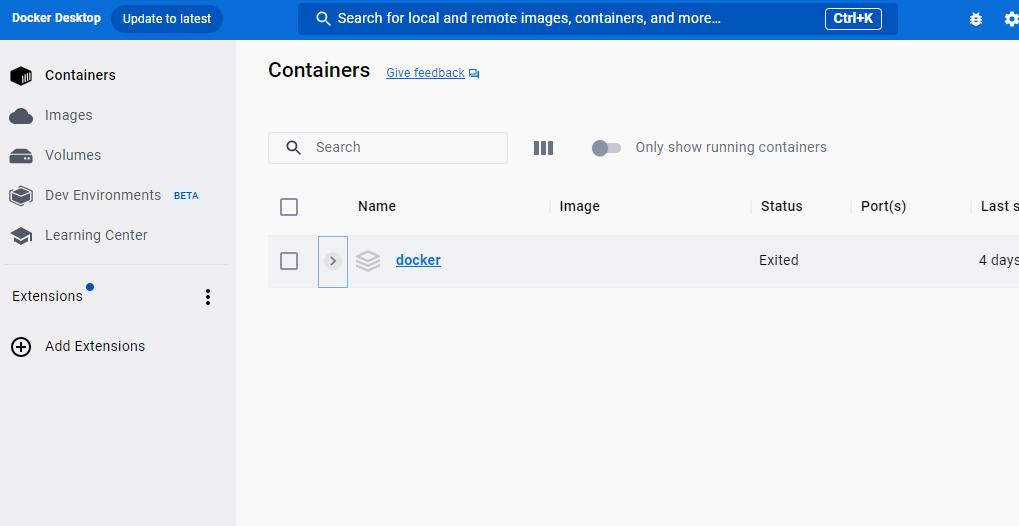 Docker Desktop Update to latest Search for local and remote images, containers, and more... Ctrl+K
Containers
Images
Volumes
Dev Environments BETA
Learning Center
Extensions
Add Extensions
Containers Give feedback
Search Only show running containers
Name Image Status Port(s) Last s
docker Exited 4 days